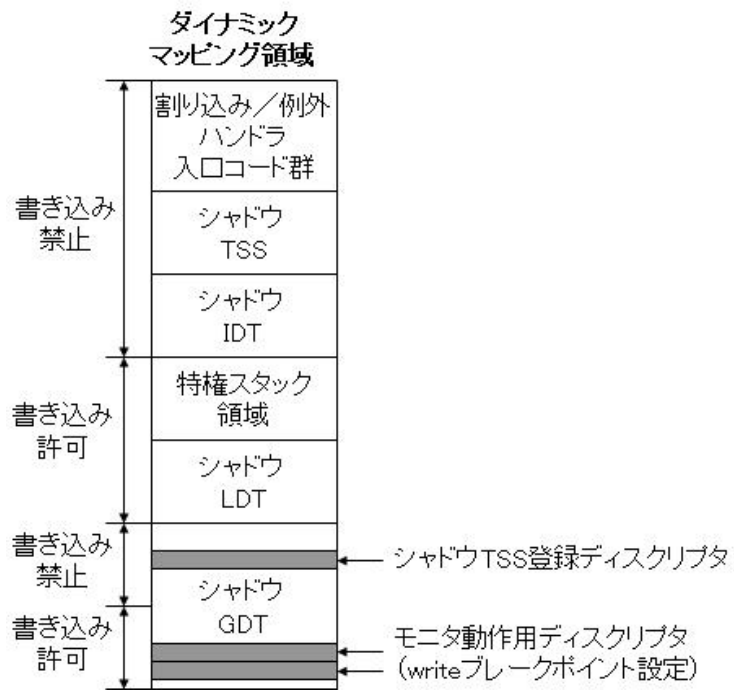 ダイナミック
マッピング領域
割り込み／例外
ハンドラ
入口コード群
書き込み
禁止
シャドウ
TSS
シャドウ
IDT
書き込み
許可
特権スタック
領域
シャドウ
LDT
書き込み
禁止
シャドウTSS登録ディスクリプタ
シャドウ
GDT
書き込み
許可
モニタ動作用ディスクリプタ
（writeブレークポイント設定）